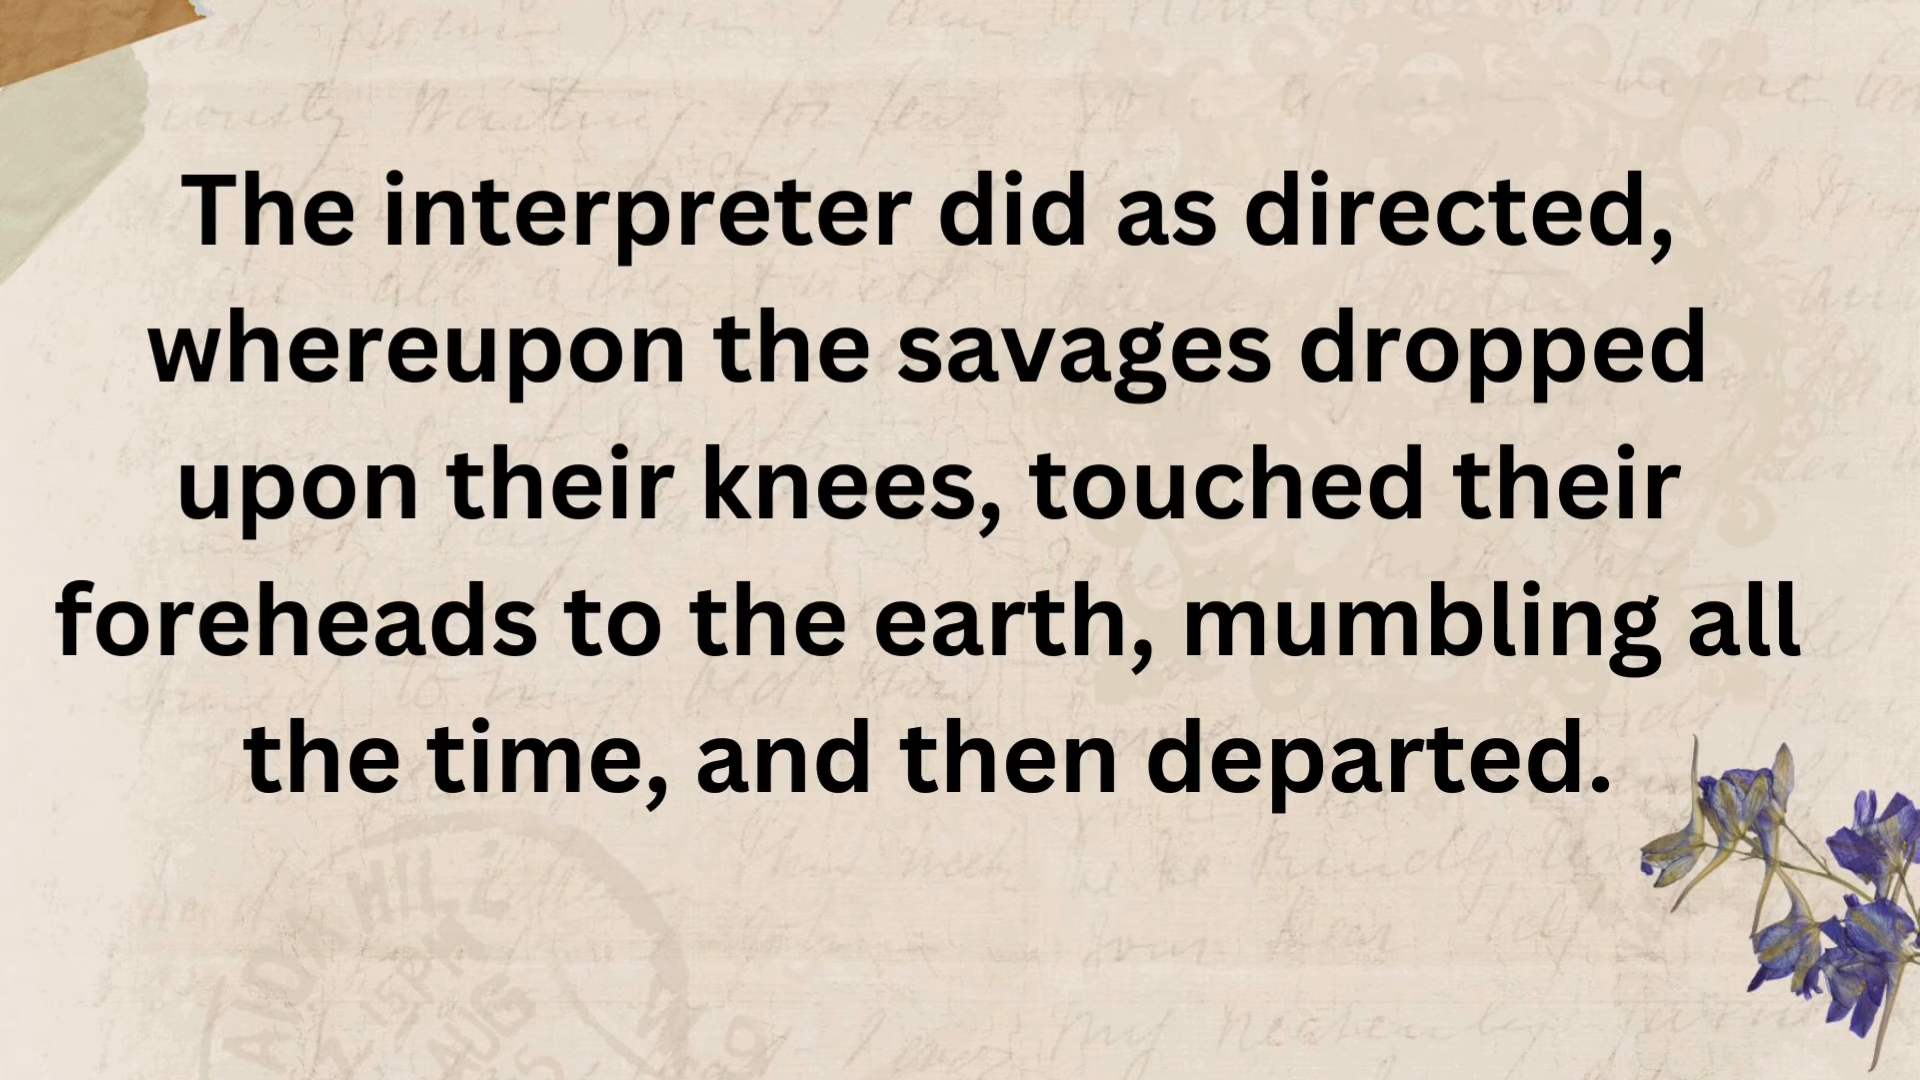 The interpreter did as directed,
whereupon the savages dropped
upon their knees, touched their
foreheads to the earth, mumbling all
the time, and then departed.